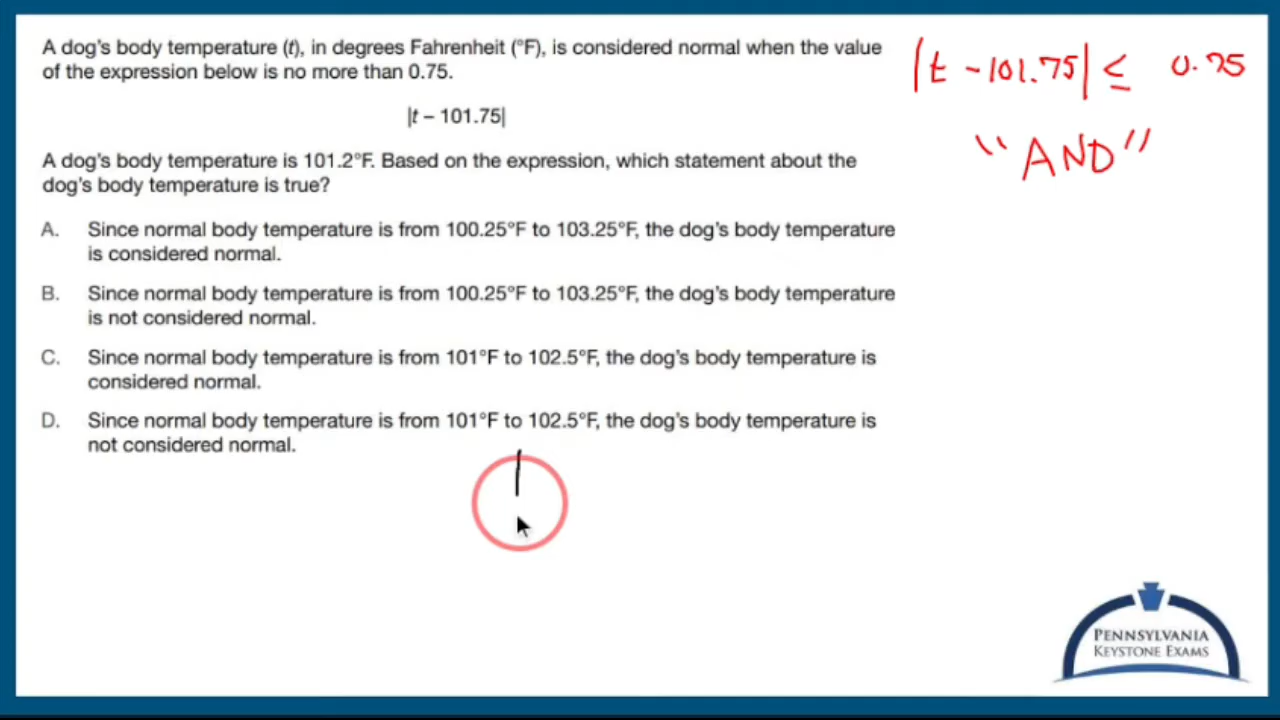 A dog's body temperature (t), in degrees Fahrenheit (°F), is considered normal when the value
of the expression below is no more than 0.75.
|t – 101.75|
A dog's body temperature is 101.2°F. Based on the expression, which statement about the
dog's body temperature is true?
A. Since normal body temperature is from 100.25°F to 103.25°F, the dog's body temperature
is considered normal.
B. Since normal body temperature is from 100.25°F to 103.25°F, the dog's body temperature
is not considered normal.
C. Since normal body temperature is from 101°F to 102.5°F, the dog's body temperature is
considered normal.
D. Since normal body temperature is from 101°F to 102.5°F, the dog's body temperature is
not considered normal.
|t - 101.75| ≤ 0.75
"AND"
PENNSYLVANIA
KEYSTONE EXAMS